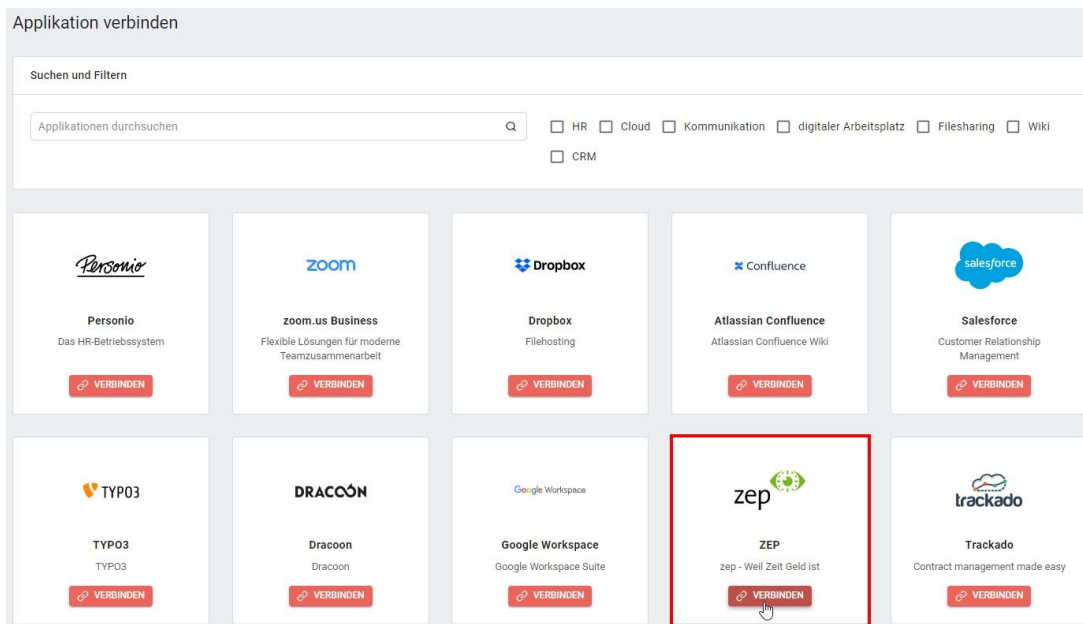 Applikation verbinden
Suchen und Filtern
Applikationen durchsuchen
HR
Cloud
Kommunikation
digitaler Arbeitsplatz
Filesharing
Wiki
CRM
Personio
Personio
Das HR-Betriebssystem
VERBINDEN
zoom
zoom.us Business
Flexible Lösungen für moderne
Teamzusammenarbeit
VERBINDEN
Dropbox
Dropbox
Filehosting
VERBINDEN
Confluence
Atlassian Confluence
Atlassian Confluence Wiki
VERBINDEN
salesforce
Salesforce
Customer Relationship
Management
VERBINDEN
TYPO3
TYPO3
TYPO3
VERBINDEN
DRACOON
Dracoon
Dracoon
VERBINDEN
Google Workspace
Google Workspace
Google Workspace Suite
VERBINDEN
zep
ZEP
zep - Weil Zeit Geld ist
VERBINDEN
trackado
Trackado
Contract management made easy
VERBINDEN